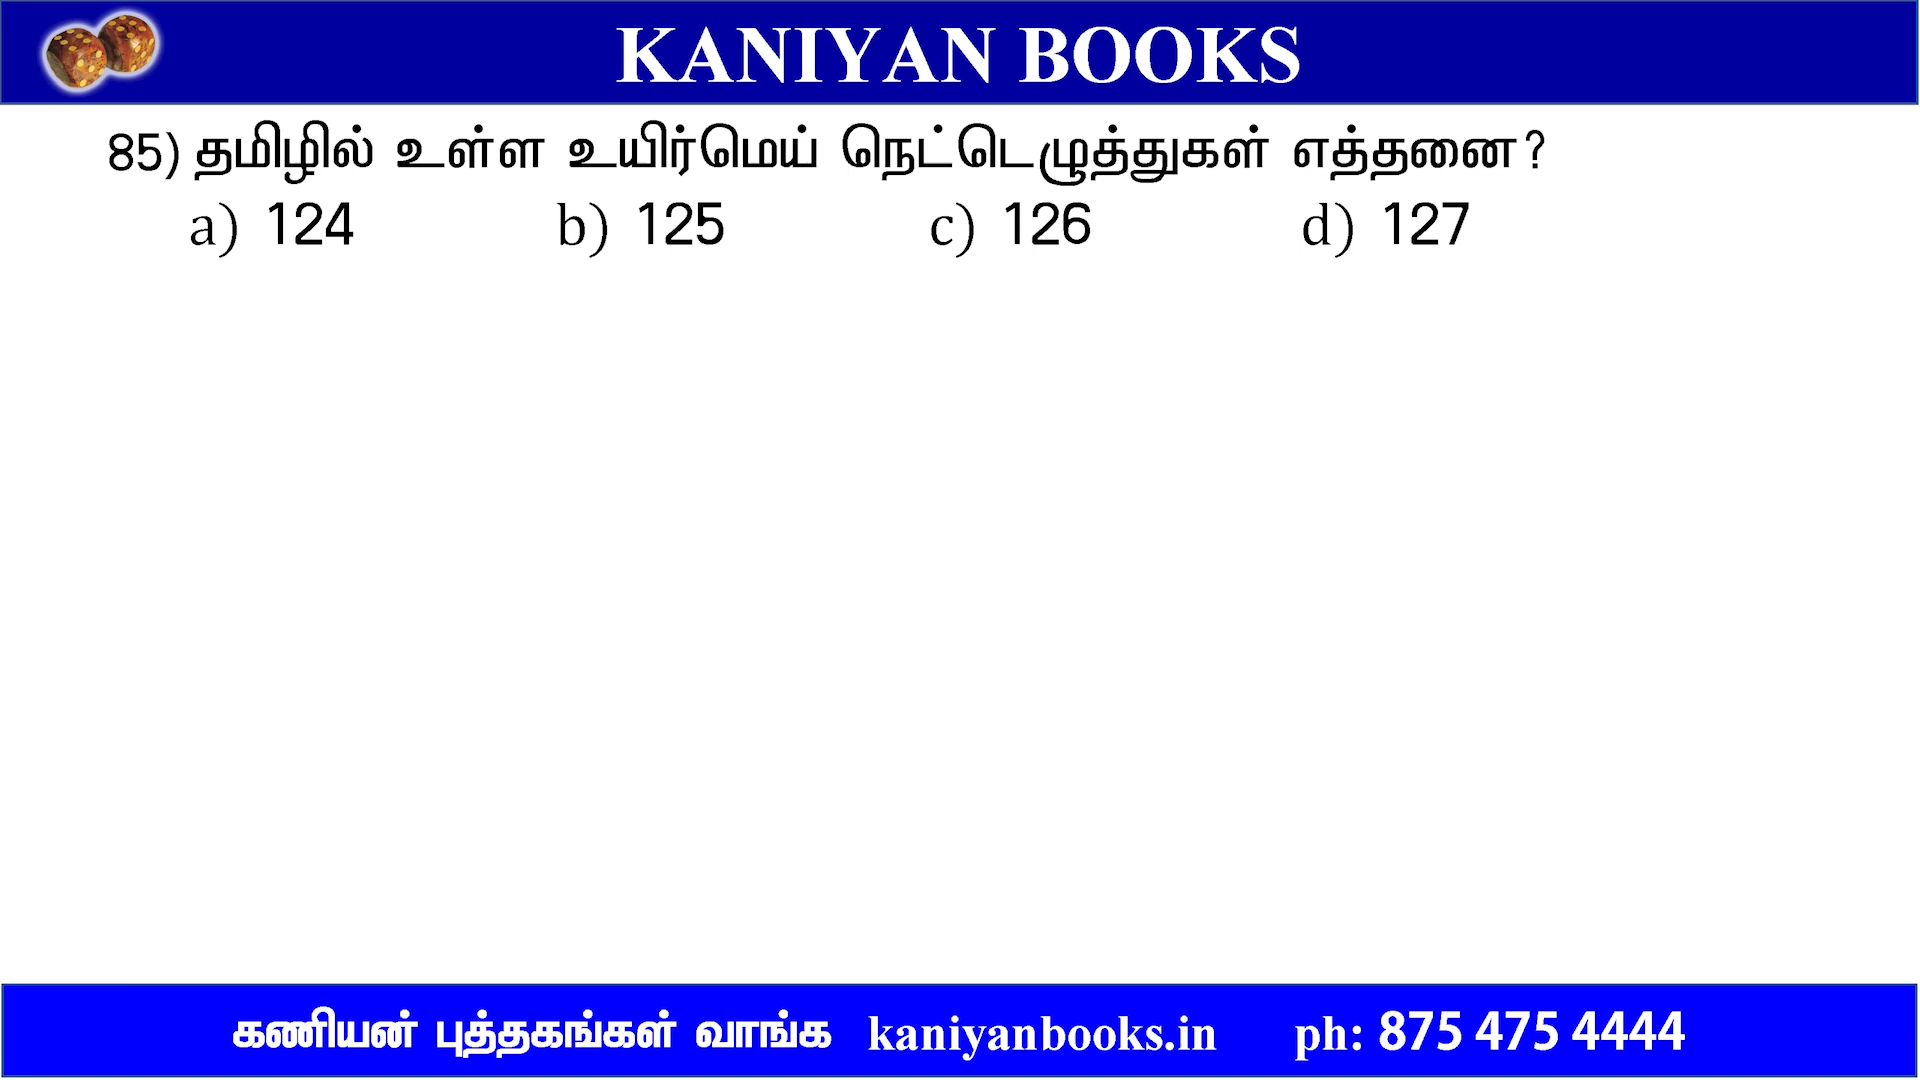 KANIYAN BOOKS
85) தமிழில் உள்ள உயிர்மெய் நெட்டெழுத்துகள் எத்தனை?
a) 124 b) 125 c) 126 d) 127
கணியன் புத்தகங்கள் வாங்க kaniyanbooks.in ph: 875 475 4444